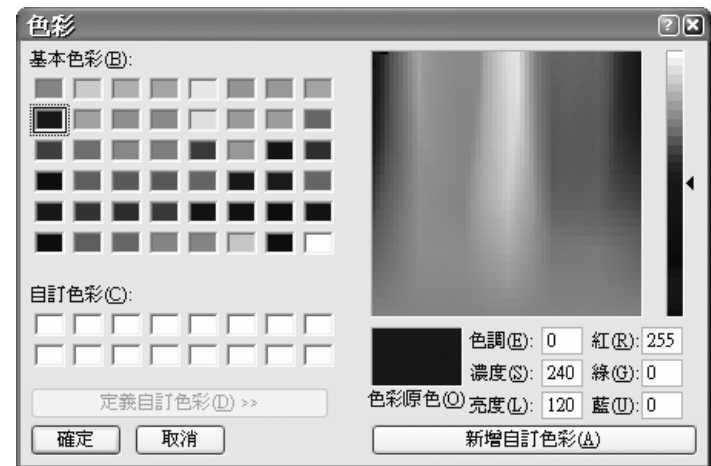 色彩
基本色彩(B):
自訂色彩(C):
定義自訂色彩(D) >>
確定 取消
色彩原色(O)
色調(E): 0 紅(R): 255
濃度(S): 240 綠(G): 0
亮度(L): 120 藍(U): 0
新增自訂色彩(A)